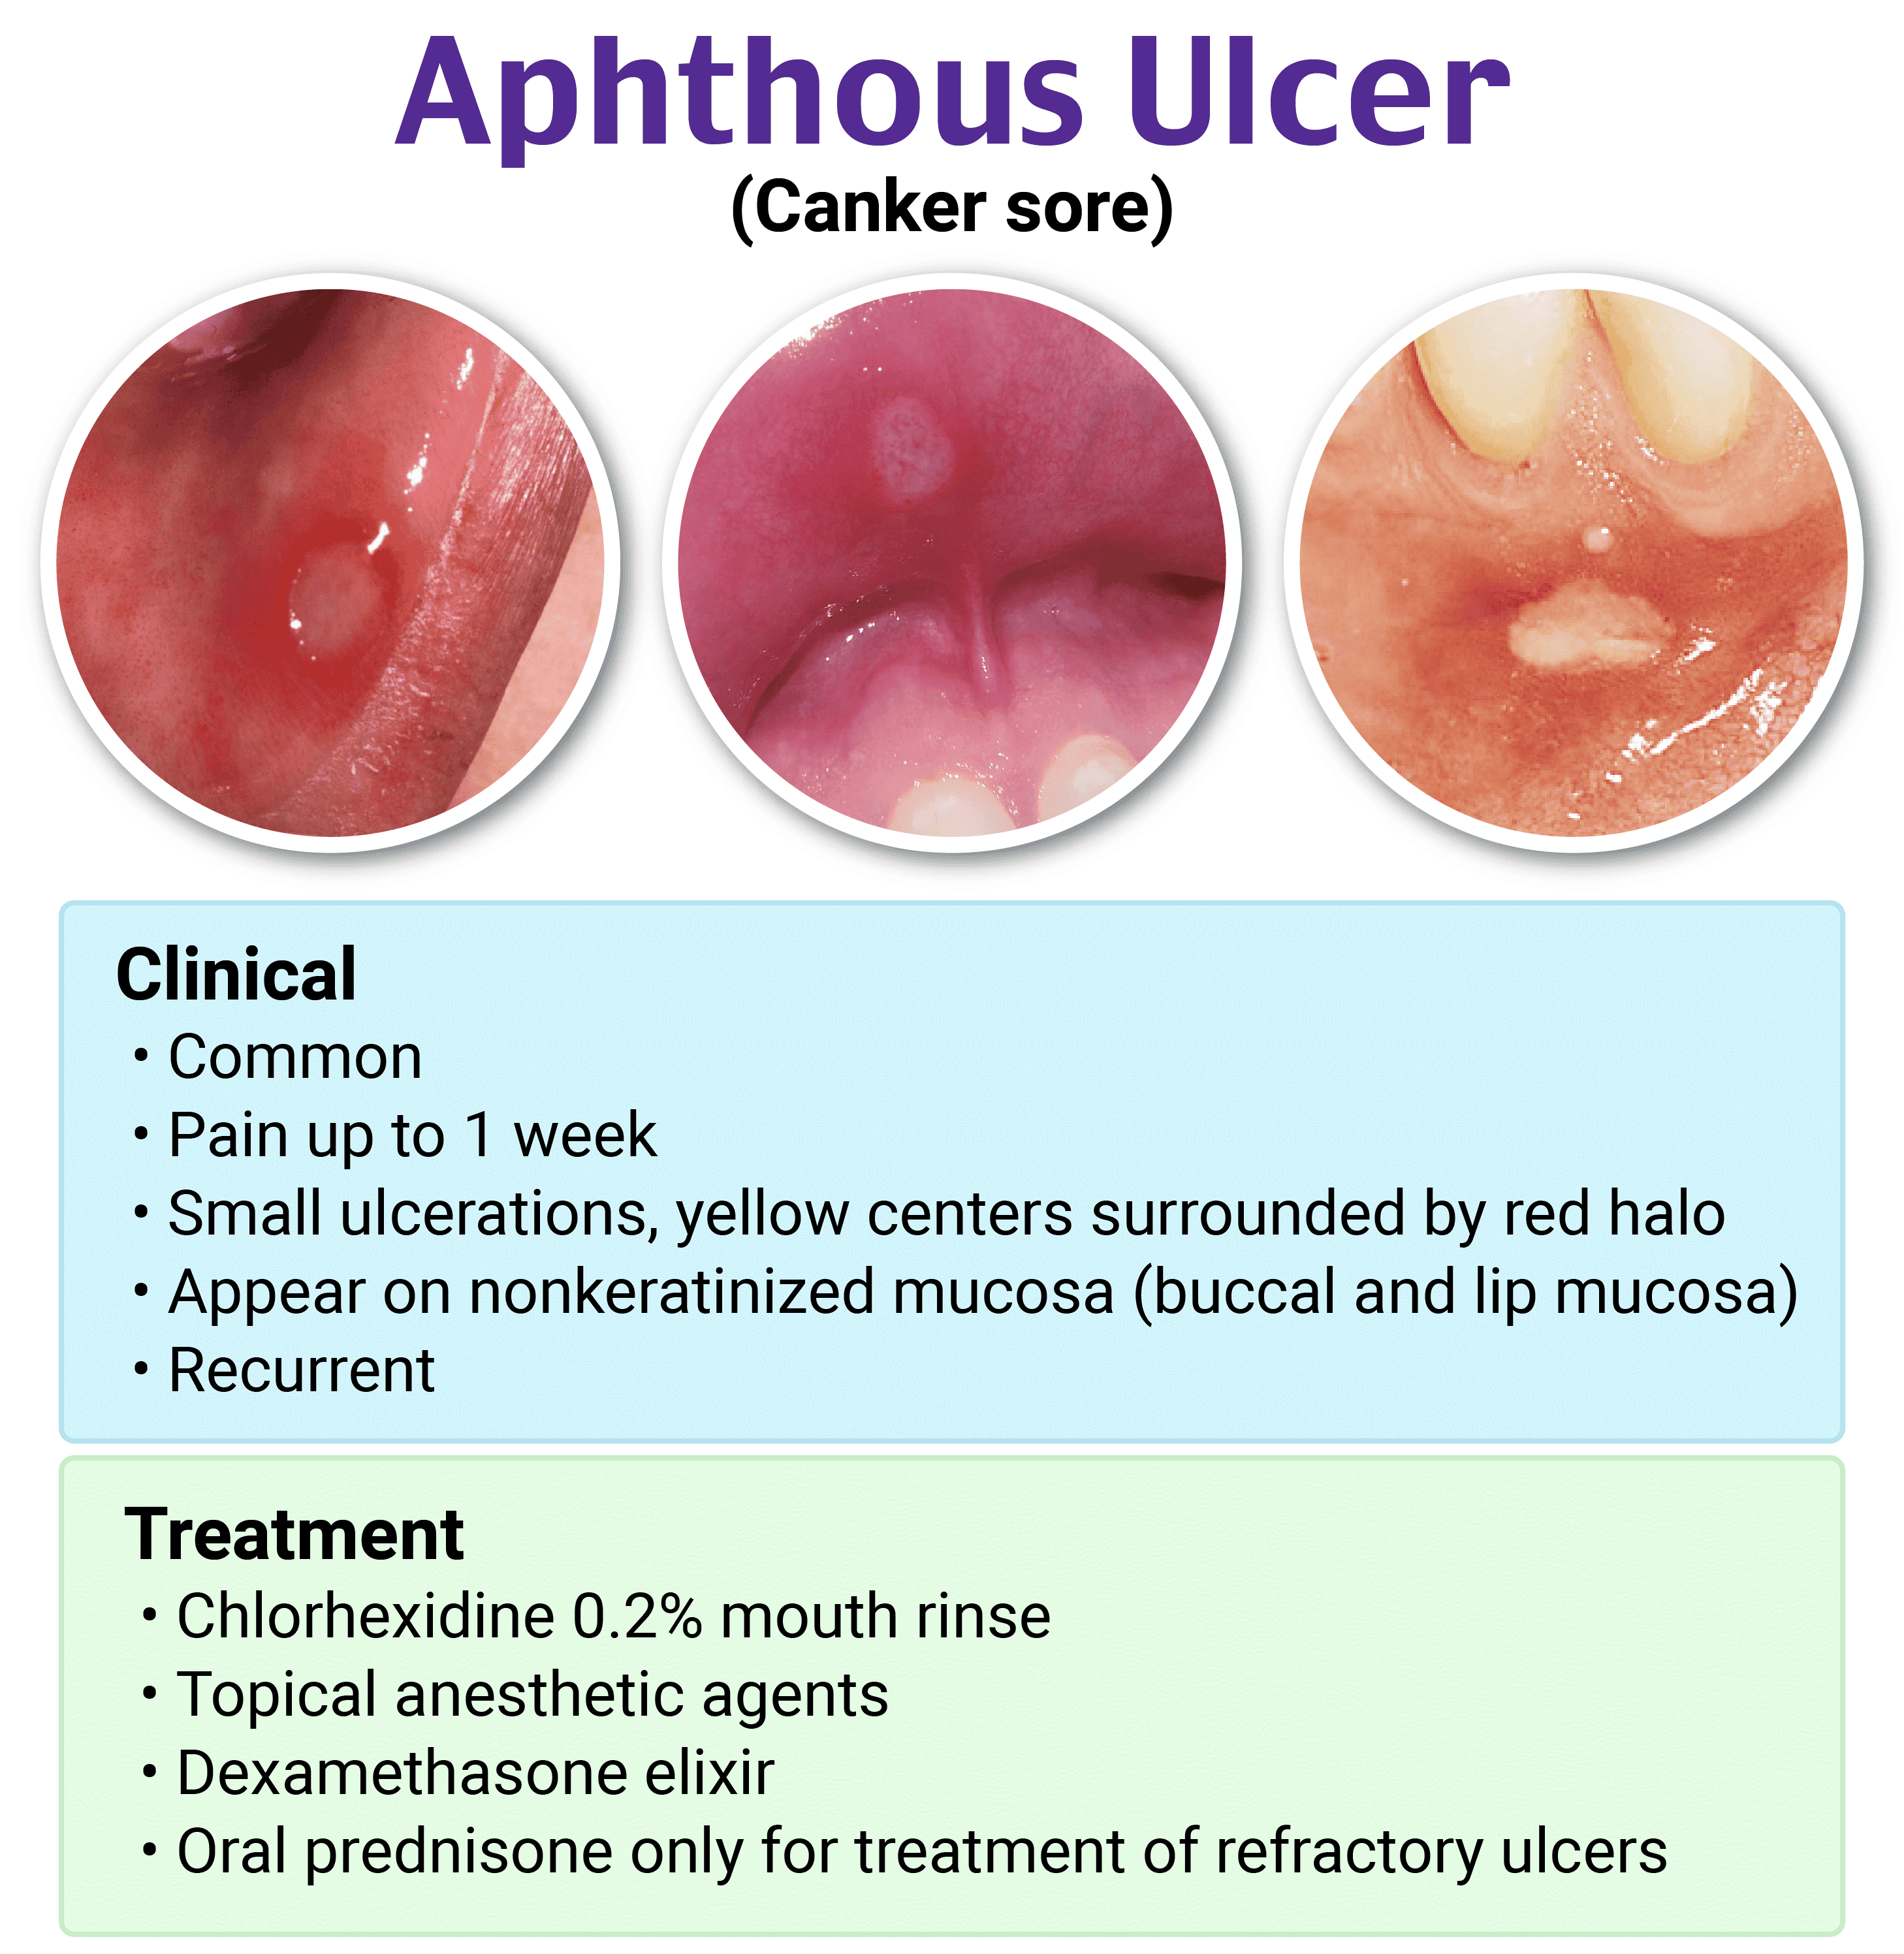 Aphthous Ulcer
(Canker sore)
Clinical
• Common
• Pain up to 1 week
• Small ulcerations, yellow centers surrounded by red halo
• Appear on nonkeratinized mucosa (buccal and lip mucosa)
• Recurrent
Treatment
• Chlorhexidine 0.2% mouth rinse
• Topical anesthetic agents
• Dexamethasone elixir
• Oral prednisone only for treatment of refractory ulcers